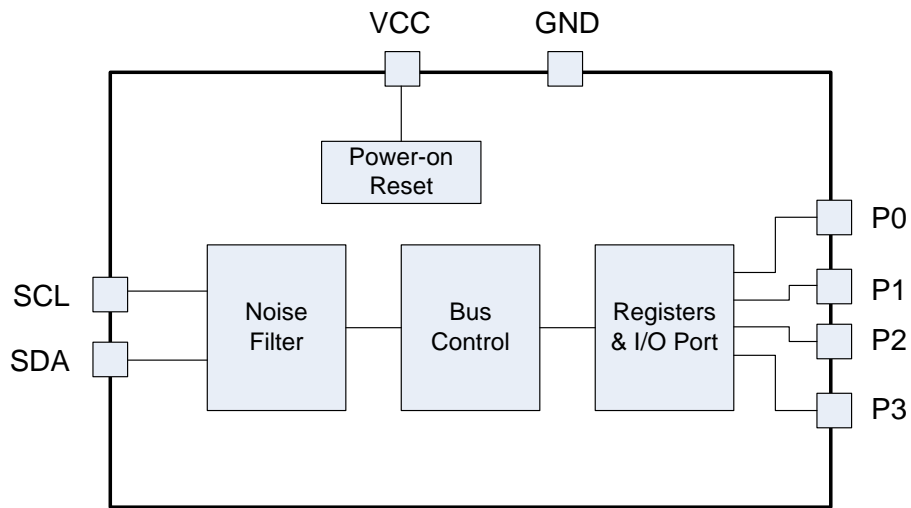 VCC
GND
Power-on
Reset
P0
SCL
SDA
Noise
Filter
Bus
Control
Registers
& I/O Port
P1
P2
P3